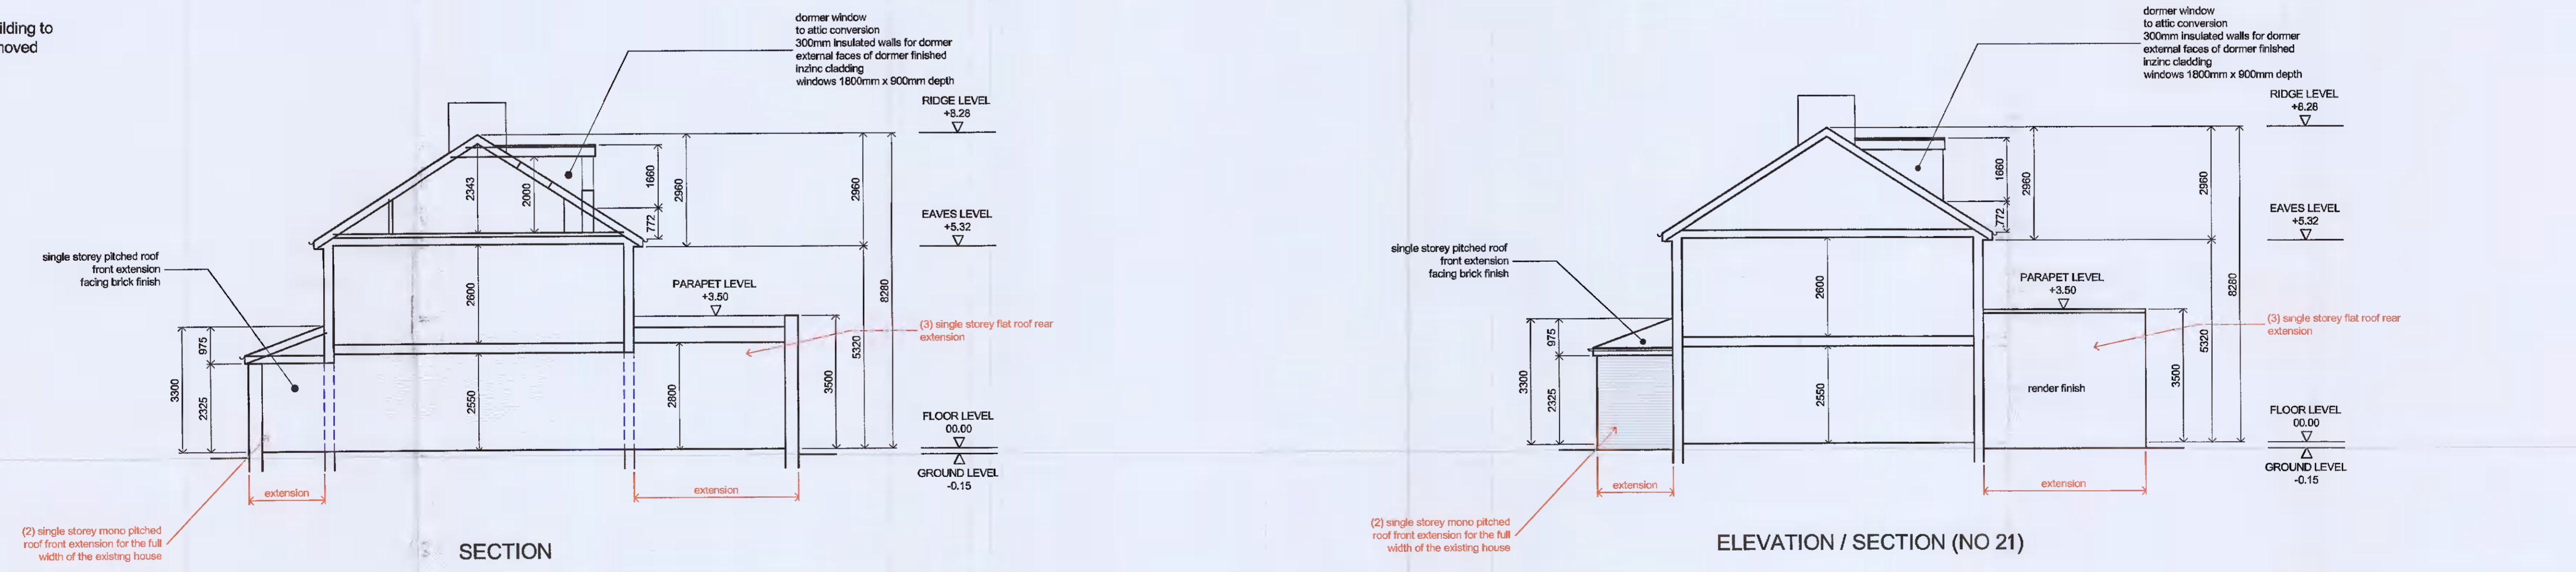 ilding to
noved
dormer window
to attic conversion
300mm insulated walls for dormer
external faces of dormer finished
inzinc cladding
windows 1800mm x 900mm depth
RIDGE LEVEL
+8.28
EAVES LEVEL
+5.32
PARAPET LEVEL
+3.50
FLOOR LEVEL
00.00
GROUND LEVEL
-0.15
single storey pitched roof
front extension
facing brick finish
2343
2000
1660
772
2960
2960
8280
5320
2600
2550
2800
3500
975
2325
3300
(3) single storey flat roof rear
extension
extension
extension
(2) single storey mono pitched
roof front extension for the full
width of the existing house
SECTION
dormer window
to attic conversion
300mm insulated walls for dormer
external faces of dormer finished
inzinc cladding
windows 1800mm x 900mm depth
RIDGE LEVEL
+8.28
EAVES LEVEL
+5.32
PARAPET LEVEL
+3.50
FLOOR LEVEL
00.00
GROUND LEVEL
-0.15
single storey pitched roof
front extension
facing brick finish
1660
772
2960
2960
8280
5320
2600
2550
3500
975
2325
3300
render finish
(3) single storey flat roof rear
extension
extension
extension
(2) single storey mono pitched
roof front extension for the full
width of the existing house
ELEVATION / SECTION (NO 21)